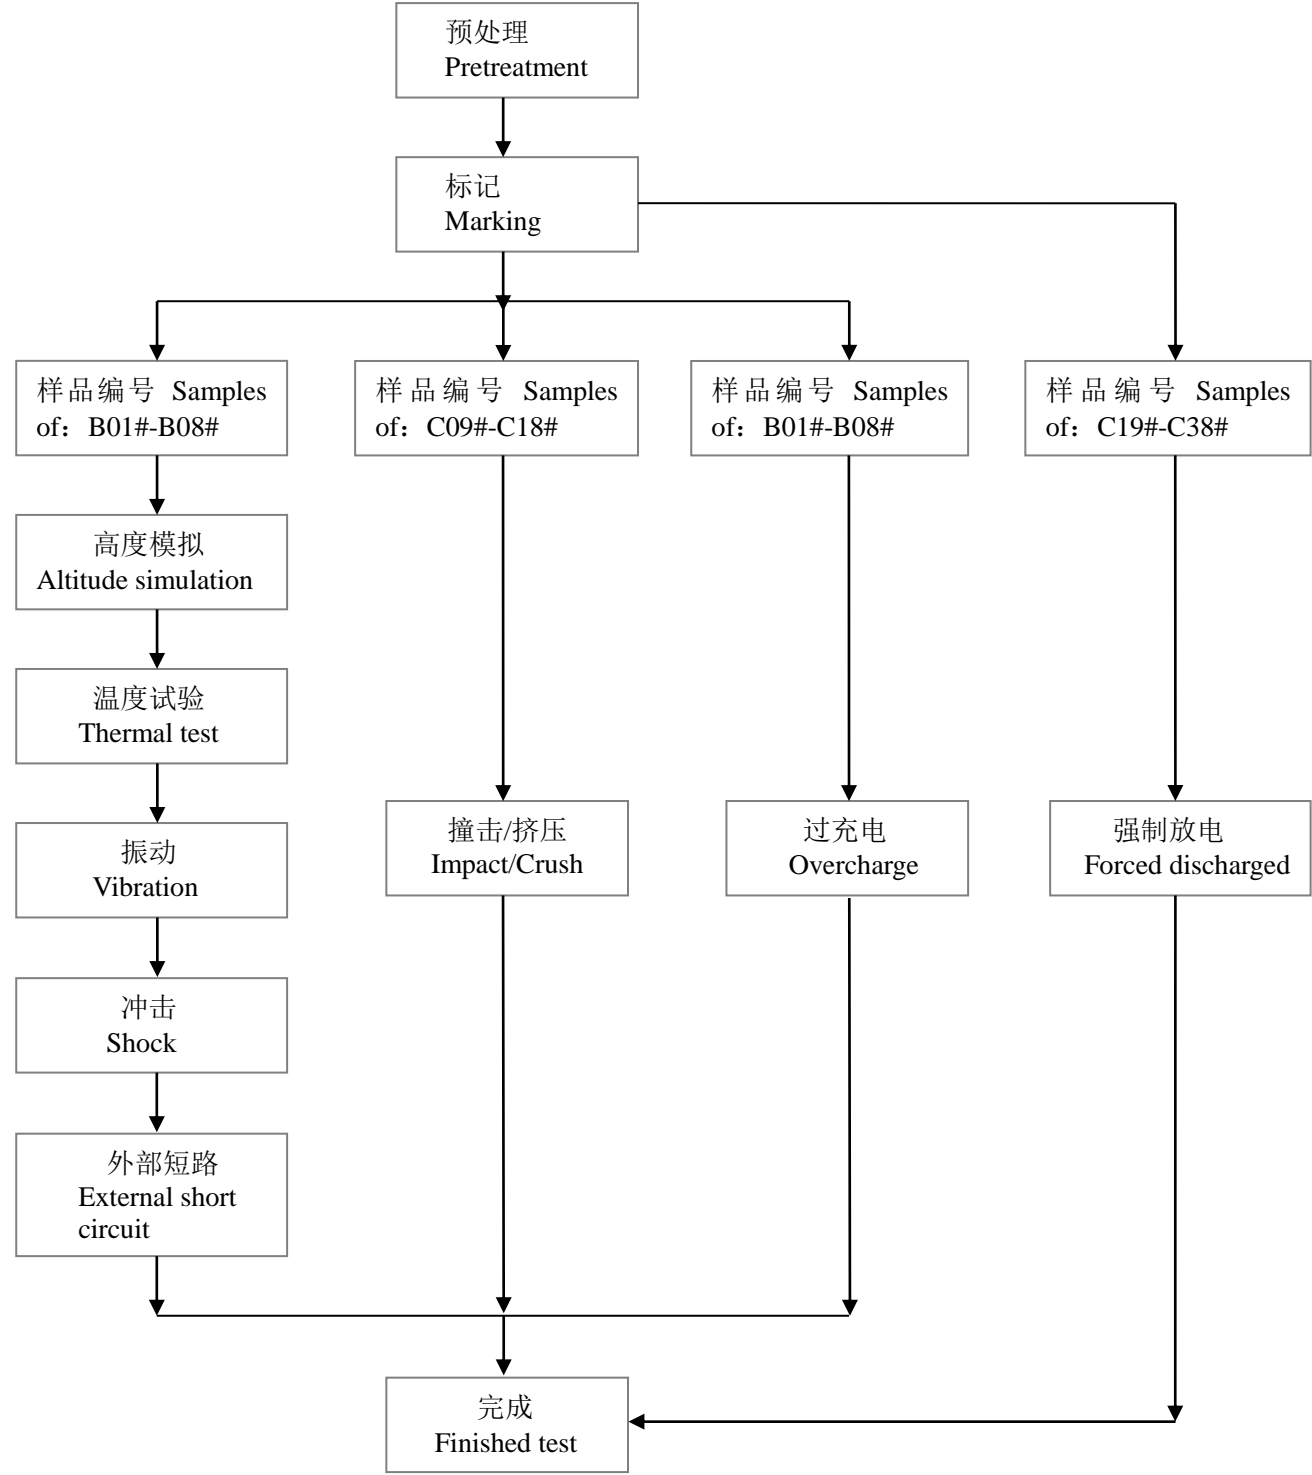 预处理
Pretreatment
标记
Marking
样品编号 Samples
of：B01#-B08#
样品编号 Samples
of：C09#-C18#
样品编号 Samples
of：B01#-B08#
样品编号 Samples
of：C19#-C38#
高度模拟
Altitude simulation
温度试验
Thermal test
振动
Vibration
冲击
Shock
外部短路
External short
circuit
撞击/挤压
Impact/Crush
过充电
Overcharge
强制放电
Forced discharged
完成
Finished test